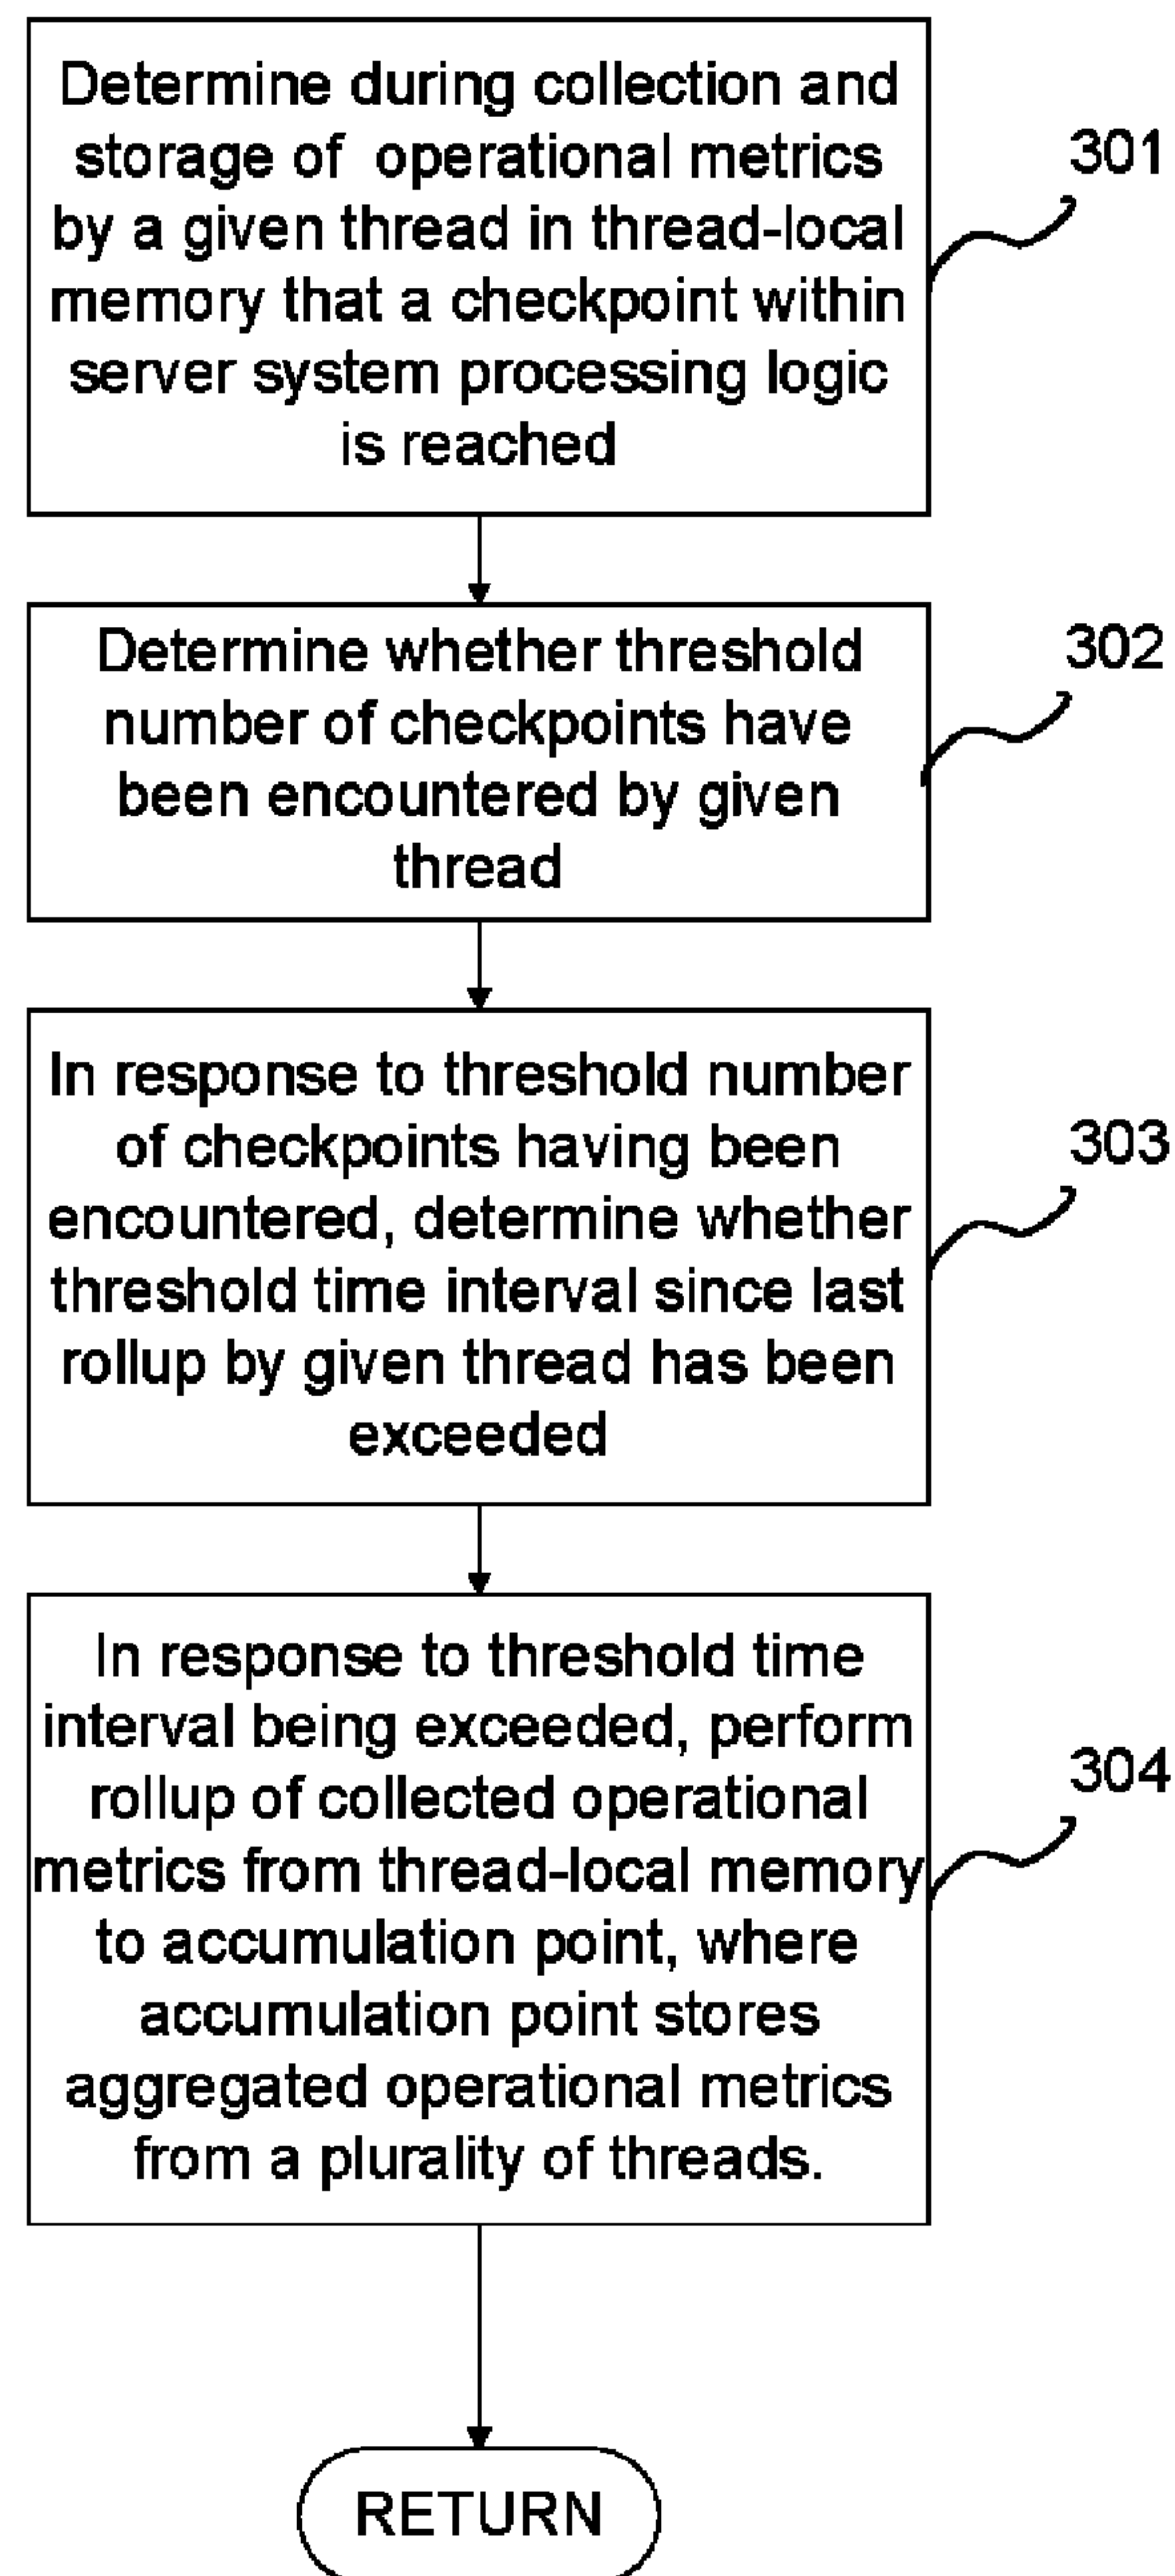 Determine during collection and
storage of operational metrics
by a given thread in thread-local
memory that a checkpoint within
server system processing logic
is reached
301
Determine whether threshold
number of checkpoints have
been encountered by given
thread
302
In response to threshold number
of checkpoints having been
encountered, determine whether
threshold time interval since last
rollup by given thread has been
exceeded
303
In response to threshold time
interval being exceeded, perform
rollup of collected operational
metrics from thread-local memory
to accumulation point, where
accumulation point stores
aggregated operational metrics
from a plurality of threads.
304
RETURN